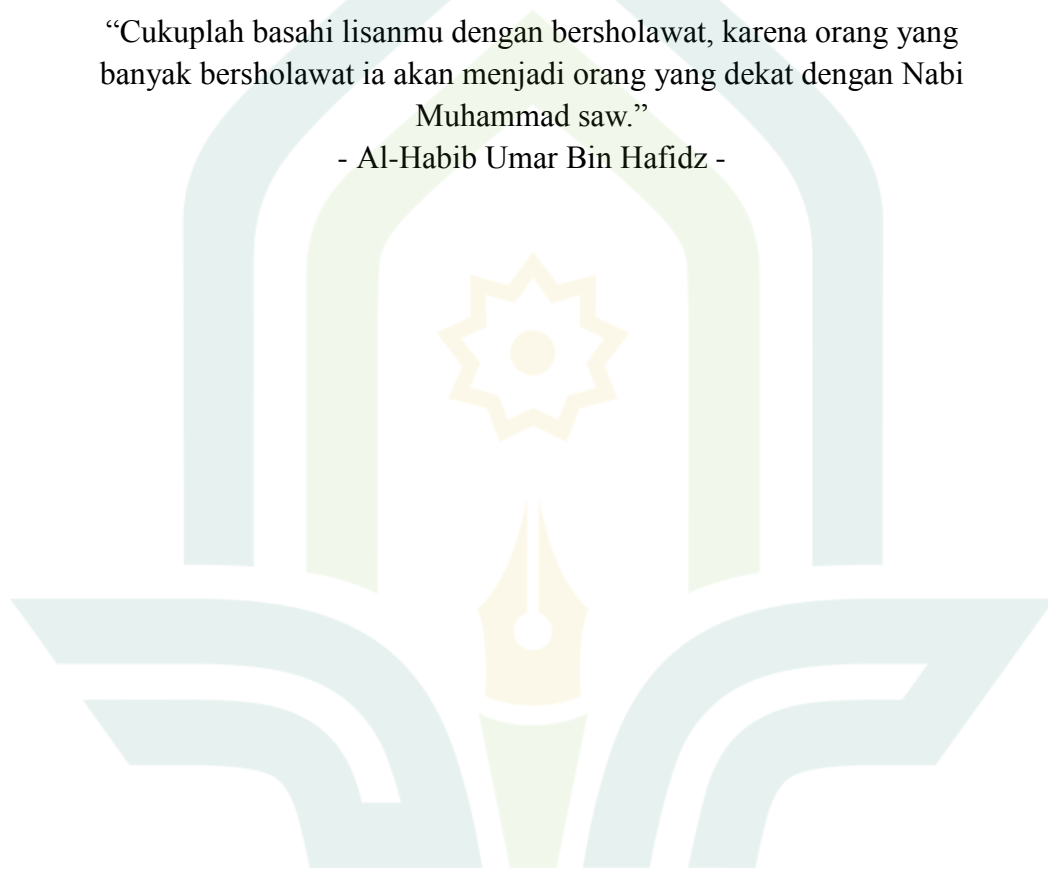 “Cukuplah basahi lisanmu dengan bersholawat, karena orang yang
banyak bersholawat ia akan menjadi orang yang dekat dengan Nabi
Muhammad saw.”
- Al-Habib Umar Bin Hafidz -